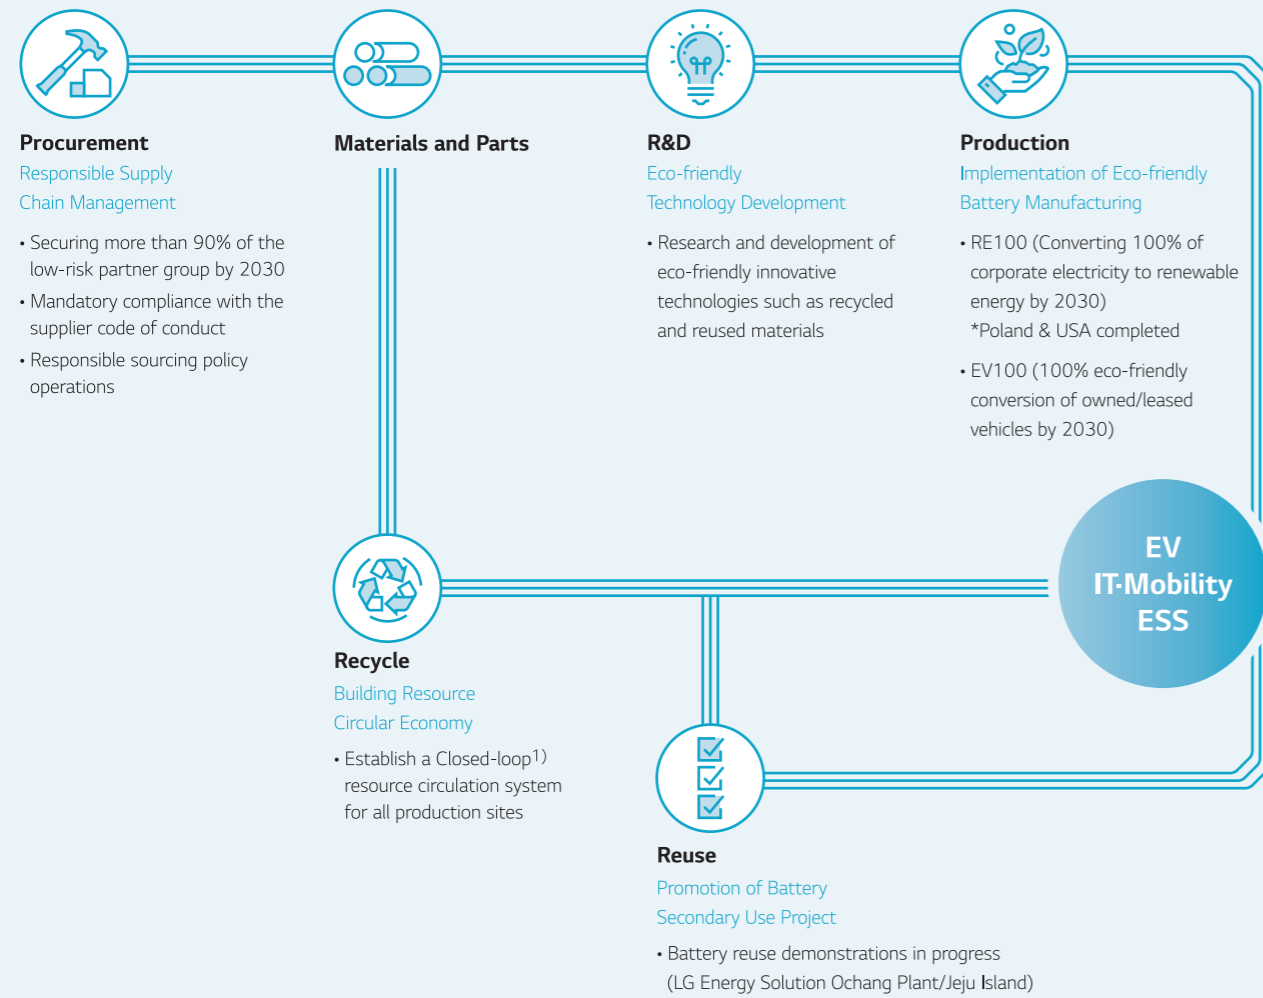 Procurement
Responsible Supply
Chain Management
• Securing more than 90% of the
low-risk partner group by 2030
• Mandatory compliance with the
supplier code of conduct
• Responsible sourcing policy
operations
Materials and Parts
R&D
Eco-friendly
Technology Development
• Research and development of
eco-friendly innovative
technologies such as recycled
and reused materials
Production
Implementation of Eco-friendly
Battery Manufacturing
• RE100 (Converting 100% of
corporate electricity to renewable
energy by 2030)
*Poland & USA completed
• EV100 (100% eco-friendly
conversion of owned/leased
vehicles by 2030)
EV
IT-Mobility
ESS
Recycle
Building Resource
Circular Economy
• Establish a Closed-loop1)
resource circulation system
for all production sites
Reuse
Promotion of Battery
Secondary Use Project
• Battery reuse demonstrations in progress
(LG Energy Solution Ochang Plant/Jeju Island)